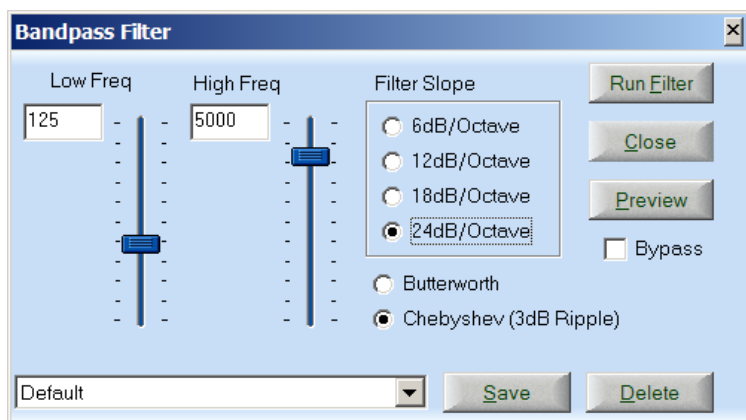 Bandpass Filter
Low Freq
High Freq
Filter Slope
Run Filter
125
5000
6dB/Octave
Close
12dB/Octave
18dB/Octave
Preview
24dB/Octave
Bypass
Butterworth
Chebyshev (3dB Ripple)
Default
Save
Delete